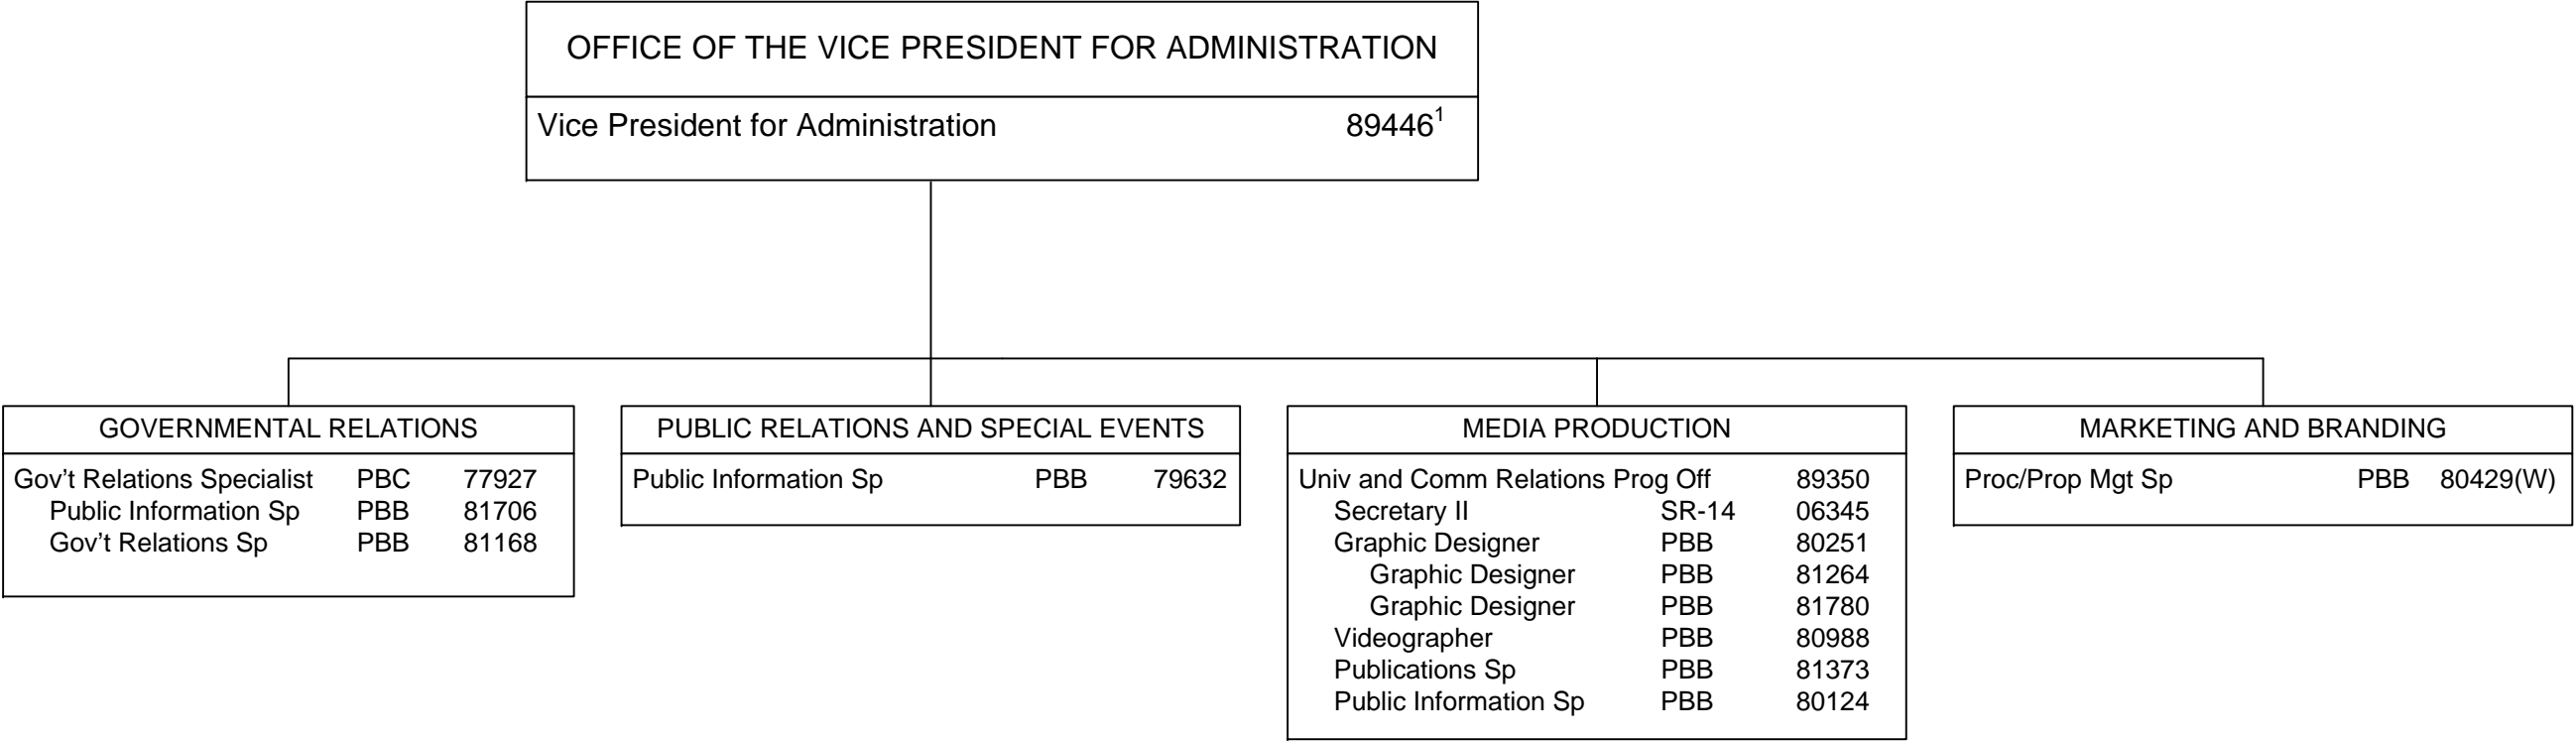 OFFICE OF THE VICE PRESIDENT FOR ADMINISTRATION
Vice President for Administration 89446¹
GOVERNMENTAL RELATIONS
Gov’t Relations Specialist PBC 77927
Public Information Sp PBB 81706
Gov’t Relations Sp PBB 81168
PUBLIC RELATIONS AND SPECIAL EVENTS
Public Information Sp PBB 79632
MEDIA PRODUCTION
Univ and Comm Relations Prog Off 89350
Secretary II SR-14 06345
Graphic Designer PBB 80251
Graphic Designer PBB 81264
Graphic Designer PBB 81780
Videographer PBB 80988
Publications Sp PBB 81373
Public Information Sp PBB 80124
MARKETING AND BRANDING
Proc/Prop Mgt Sp PBB 80429(W)